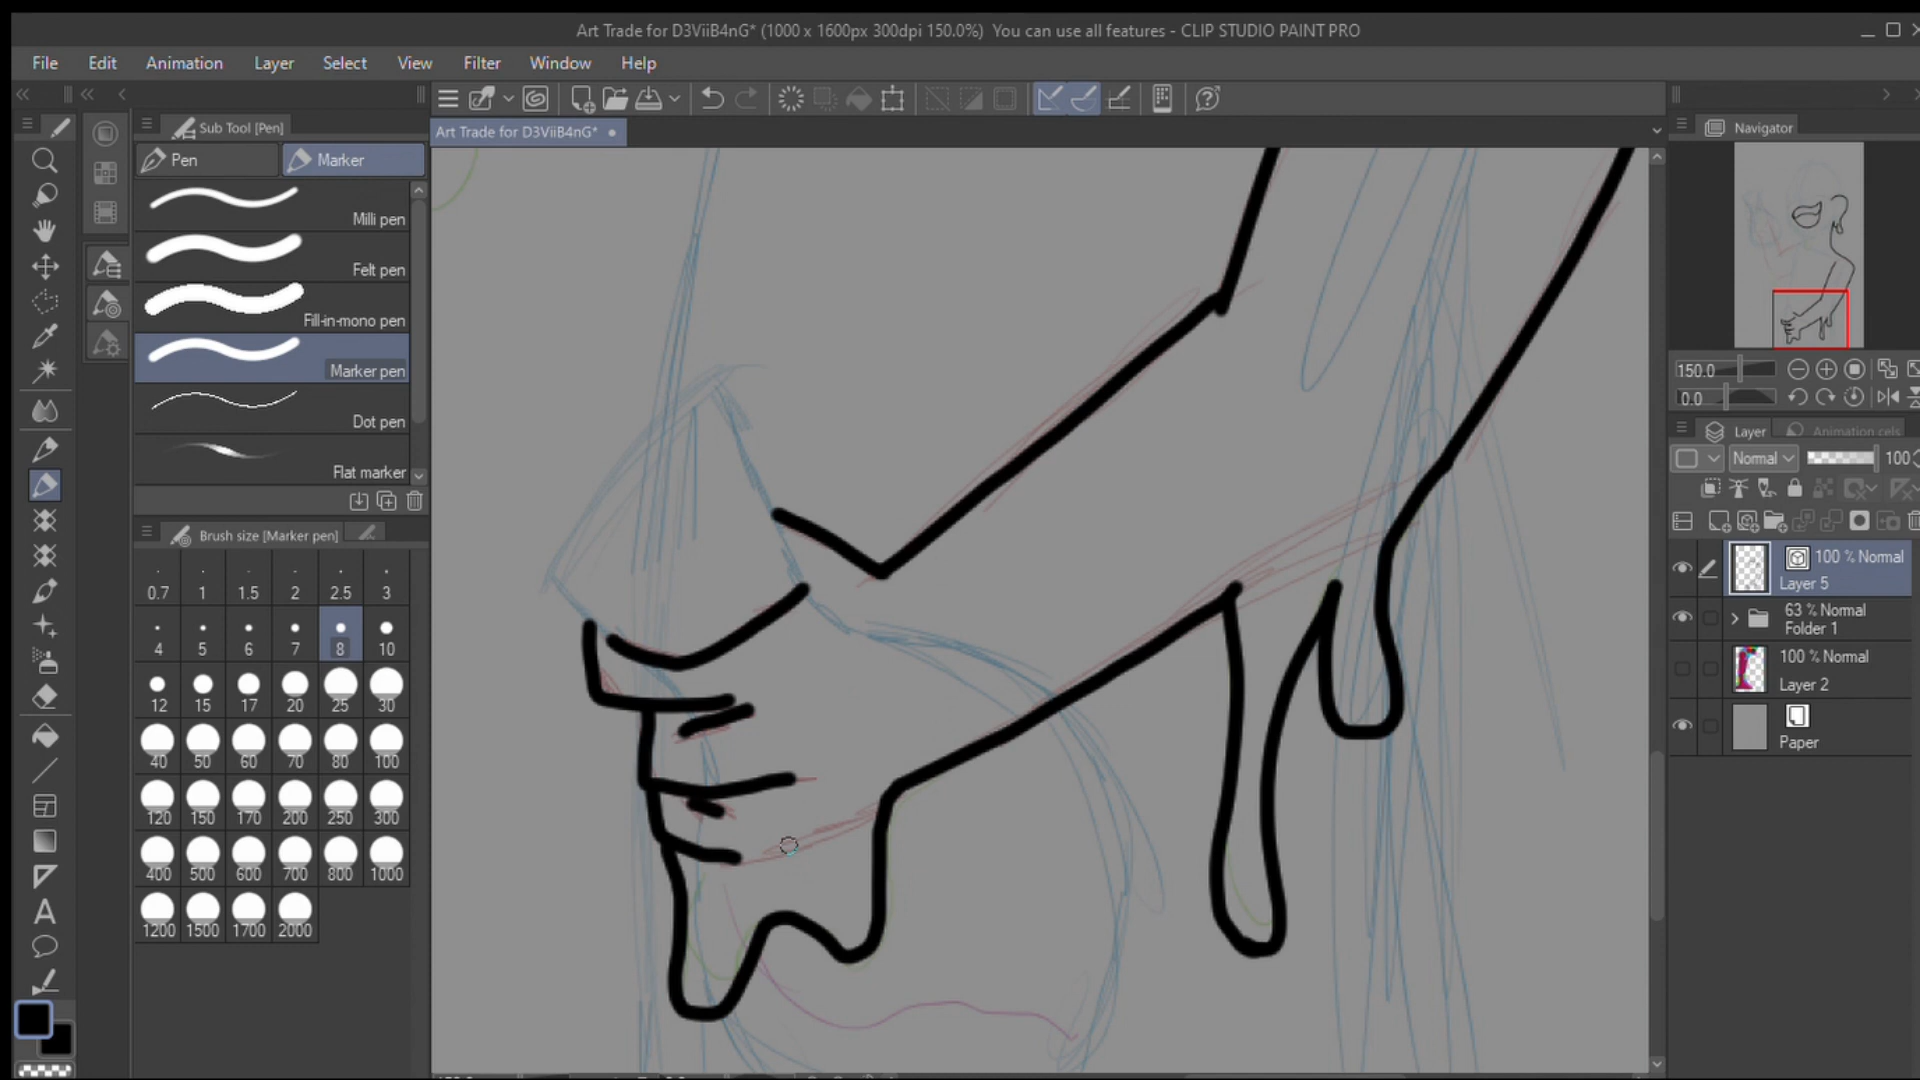 Art Trade for D3ViiB4nG* (1000 x 1600px 300dpi 150.0%) You can use all features - CLIP STUDIO PAINT PRO
File Edit Animation Layer Select View Filter Window Help
Sub Tool [Pen]
Pen Marker
Milli pen
Felt pen
Fill-in-mono pen
Marker pen
Dot pen
Flat marker
Brush size [Marker pen]
0.7 1 1.5 2 2.5 3
4 5 6 7 8 10
12 15 17 20 25 30
40 50 60 70 80 100
120 150 170 200 250 300
400 500 600 700 800 1000
1200 1500 1700 2000
Art Trade for D3ViiB4nG*
Navigator
150.0
0.0
Layer Animation cels
Normal 100
100 % Normal
Layer 5
63 % Normal
Folder 1
100 % Normal
Layer 2
Paper